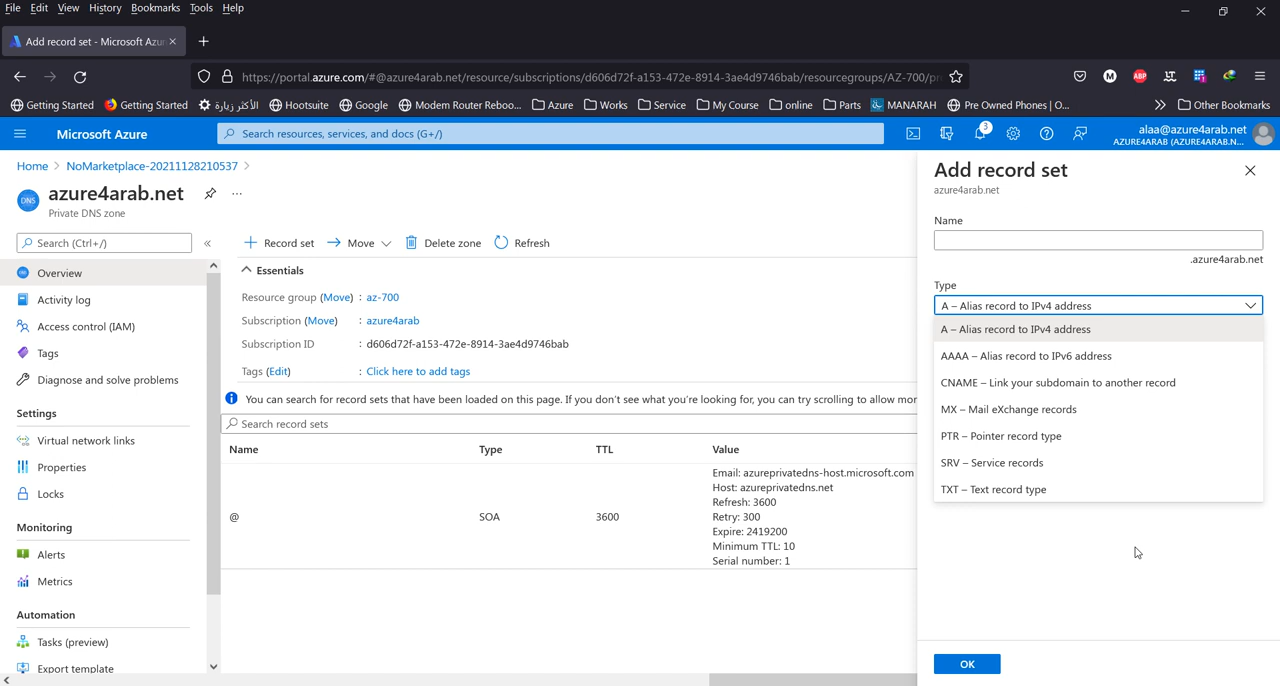 File Edit View History Bookmarks Tools Help
Add record set - Microsoft Azur
https://portal.azure.com/#@azure4arab.net/resource/subscriptions/d606d72f-a153-472e-8914-3ae4d9746bab/resourcegroups/AZ-700/pr
M ABP
Getting Started Getting Started الأكثر زيارة Hootsuite Google Modem Router Reboo... Azure Works Service My Course online Parts MANARAH Pre Owned Phones | O... Other Bookmarks
Microsoft Azure
Search resources, services, and docs (G+/)
3
alaa@azure4arab.net
AZURE4ARAB (AZURE4ARAB.N...
Home > NoMarketplace-20211128210537 >
DNS
azure4arab.net
...
Private DNS zone
Search (Ctrl+/)
«
Overview
Activity log
Access control (IAM)
Tags
Diagnose and solve problems
Settings
Virtual network links
Properties
Locks
Monitoring
Alerts
Metrics
Automation
Tasks (preview)
Export template
Record set Move Delete zone Refresh
Essentials
Resource group (Move) : az-700
Subscription (Move) : azure4arab
Subscription ID : d606d72f-a153-472e-8914-3ae4d9746bab
Tags (Edit) : Click here to add tags
You can search for record sets that have been loaded on this page. If you don't see what you're looking for, you can try scrolling to allow mor
Search record sets
Name Type TTL Value
@ SOA 3600
Email: azureprivatedns-host.microsoft.com
Host: azureprivatedns.net
Refresh: 3600
Retry: 300
Expire: 2419200
Minimum TTL: 10
Serial number: 1
Add record set
azure4arab.net
Name
.azure4arab.net
Type
A – Alias record to IPv4 address
A – Alias record to IPv4 address
AAAA – Alias record to IPv6 address
CNAME – Link your subdomain to another record
MX – Mail eXchange records
PTR – Pointer record type
SRV – Service records
TXT – Text record type
OK